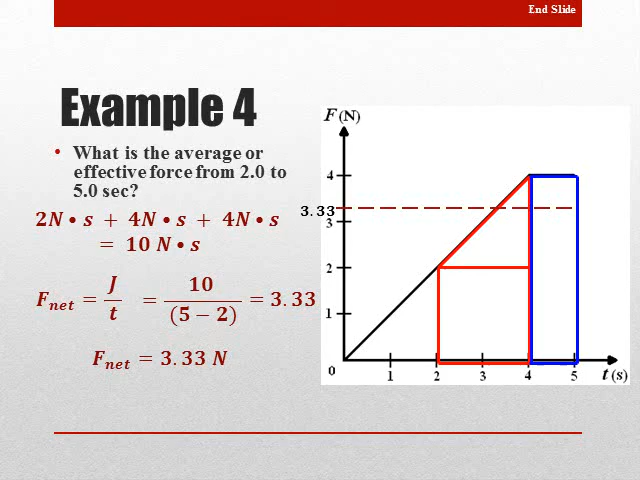 End Slide
Example 4
• What is the average or
effective force from 2.0 to
5.0 sec?
2N • s + 4N • s + 4N • s
= 10 N • s
F_net = J/t = 10/(5 − 2) = 3.33
F_net = 3.33 N
F (N)
4
3.33
3
2
1
0
1 2 3 4 5 t (s)